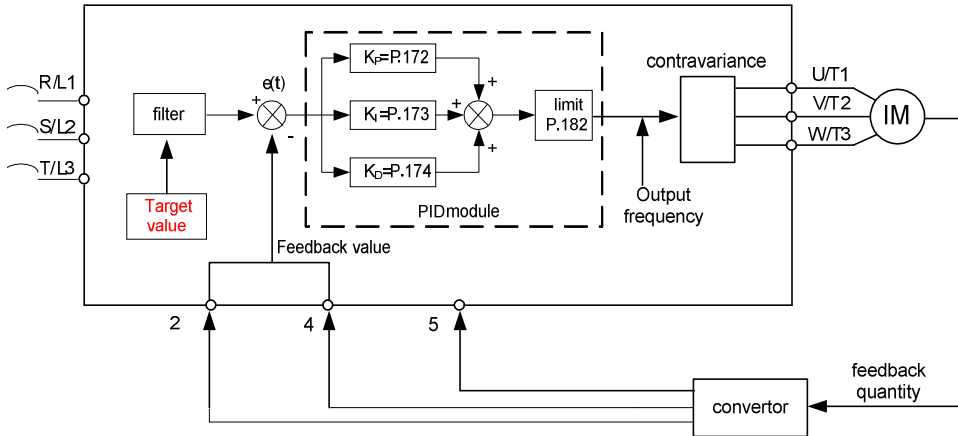 R/L1
S/L2
T/L3
filter
Target
value
e(t)
+
-
KP=P.172
KI=P.173
KD=P.174
+
+
+
limit
P.182
PIDmodule
contravariance
Output
frequency
U/T1
V/T2
W/T3
IM
Feedback value
2
4
5
feedback
quantity
convertor